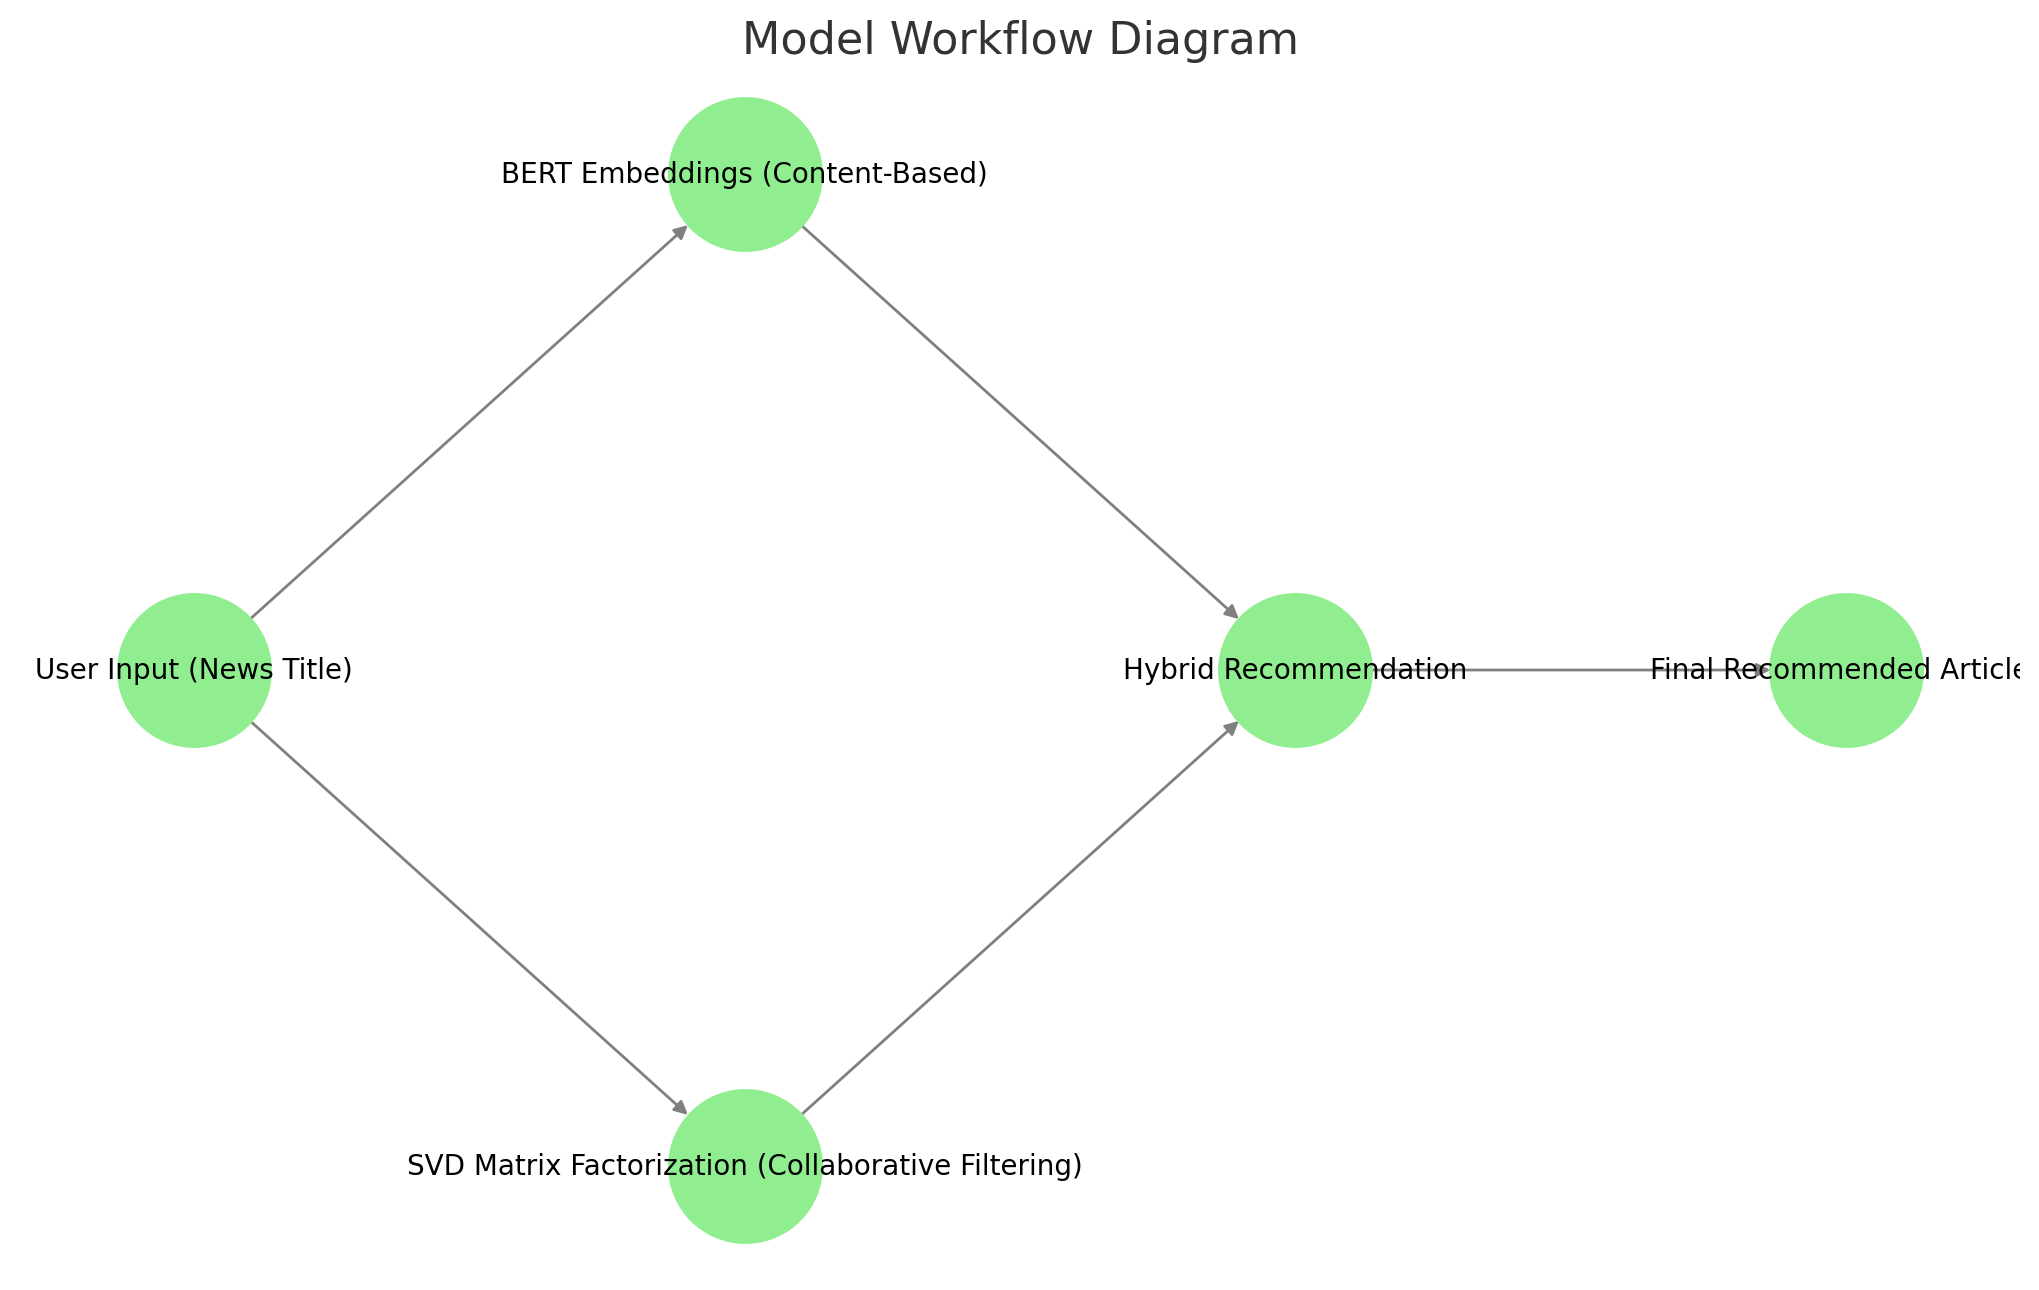 Model Workflow Diagram
BERT Embeddings (Content-Based)
User Input (News Title)
Hybrid Recommendation
Final Recommended Article
SVD Matrix Factorization (Collaborative Filtering)